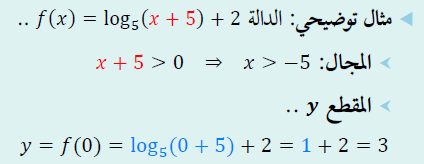 مثال توضيحي: الدالة f(x) = log₅(x + 5) + 2 ..
المجال: x + 5 > 0 ⇒ x > −5
المقطع y ..
y = f(0) = log₅(0 + 5) + 2 = 1 + 2 = 3